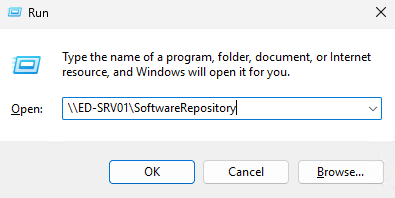 Run
Type the name of a program, folder, document, or Internet
resource, and Windows will open it for you.
Open: \\ED-SRV01\SoftwareRepository
OK Cancel Browse...